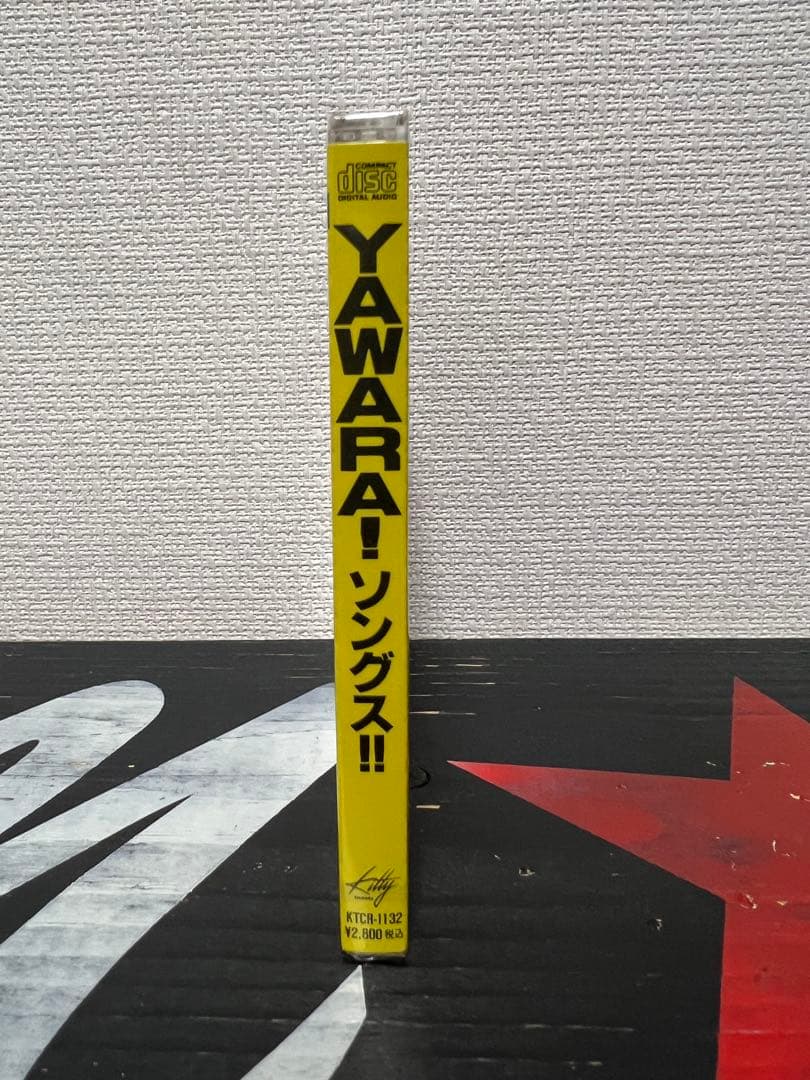 COMPACT
disc
DIGITAL AUDIO
YAWARA! ソングス!!
Kitty
KTCR-1132
¥2,800 税込